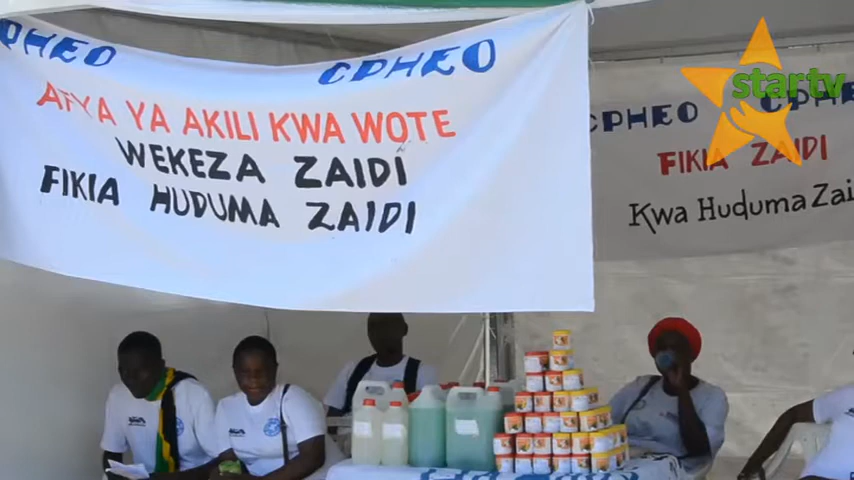 CPHEO CPHEO
AFYA YA AKILI KWA WOTE
WEKEZA ZAIDI
FIKIA HUDUMA ZAIDI
startv
CPHEO CPHEO
FIKIA ZAIDI
KWA HUDUMA ZAI